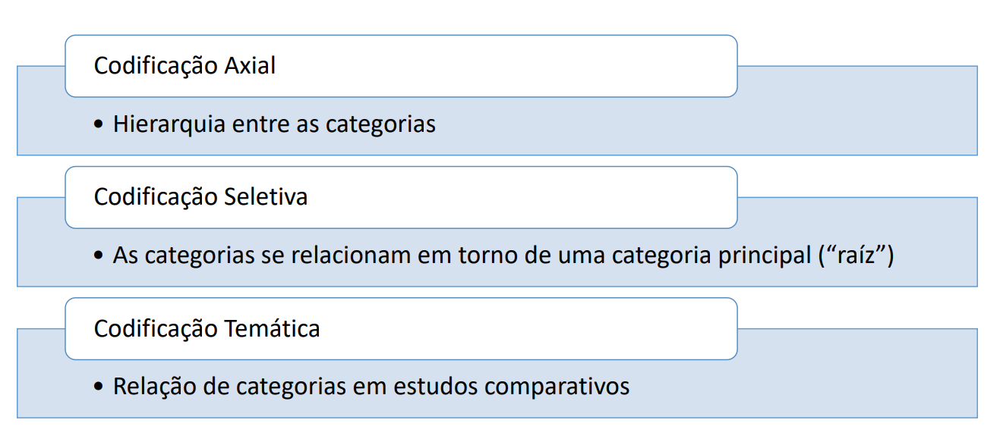 Codificação Axial
• Hierarquia entre as categorias
Codificação Seletiva
• As categorias se relacionam em torno de uma categoria principal (“raíz”)
Codificação Temática
• Relação de categorias em estudos comparativos